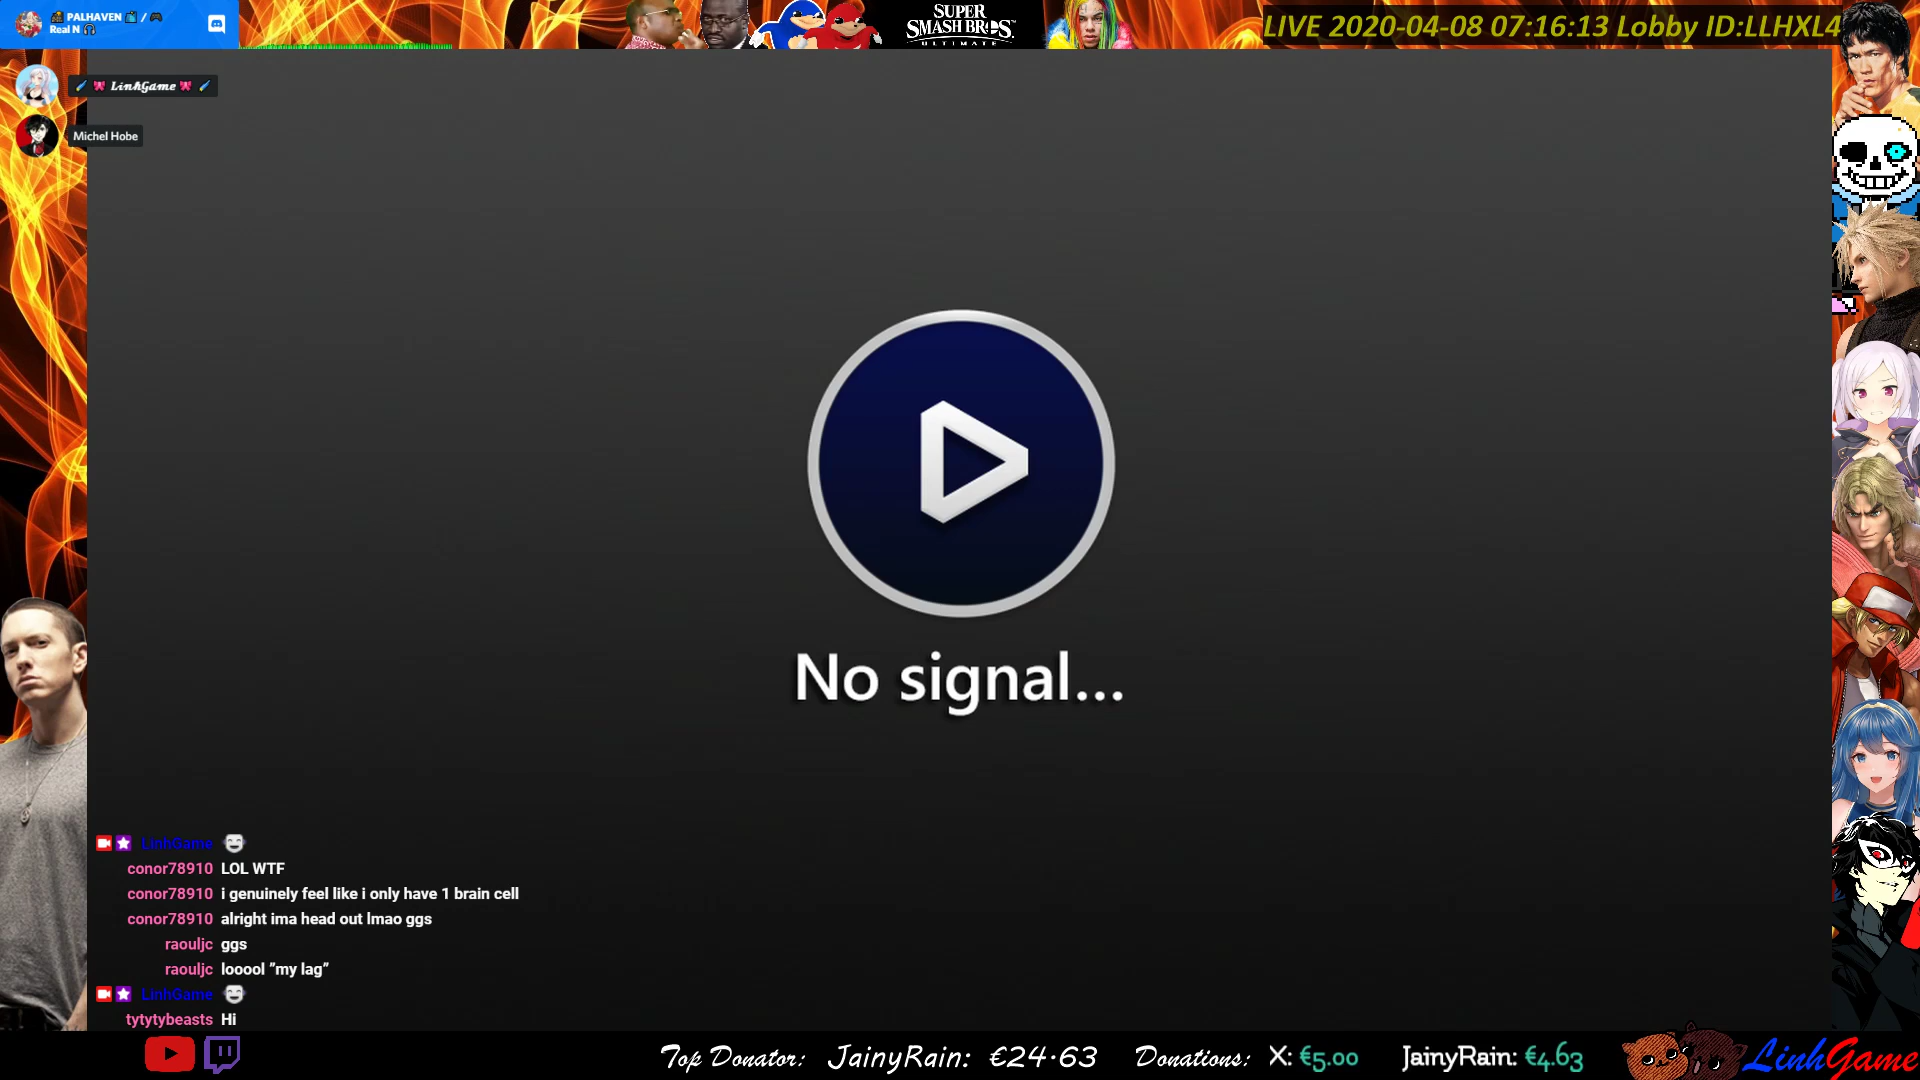 PALHAVEN /
Real N
SUPER
SMASH BROS.
ULTIMATE
LIVE 2020-04-08 07:16:13 Lobby ID:LLHXL4
LinhGame
Michel Hobe
No signal...
LinhGame
conor78910 LOL WTF
conor78910 i genuinely feel like i only have 1 brain cell
conor78910 alright ima head out lmao ggs
raouljc ggs
raouljc looool ”my lag”
LinhGame
tytytybeasts Hi
Top Donator: JainyRain: €24.63 Donations: X: €5.00 JainyRain: €4.63
LinhGame